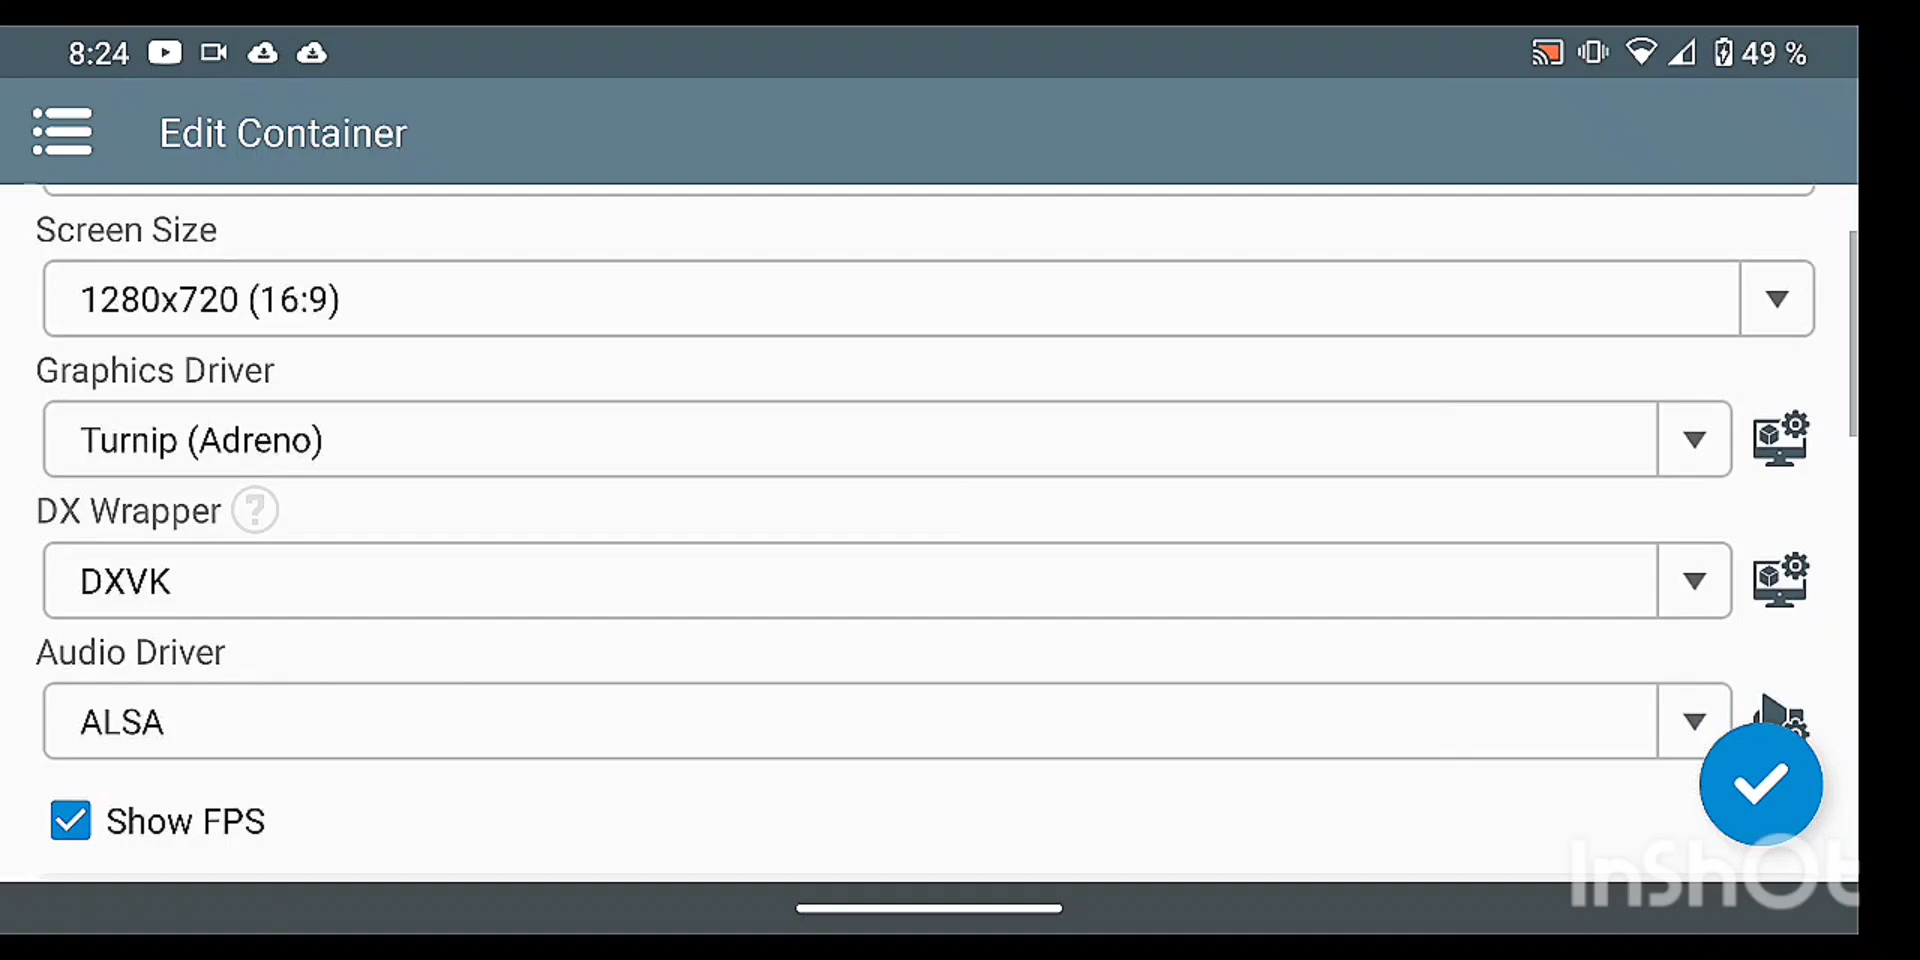 8:24
49 %
Edit Container
Screen Size
1280x720 (16:9)
Graphics Driver
Turnip (Adreno)
DX Wrapper ?
DXVK
Audio Driver
ALSA
Show FPS
InShot